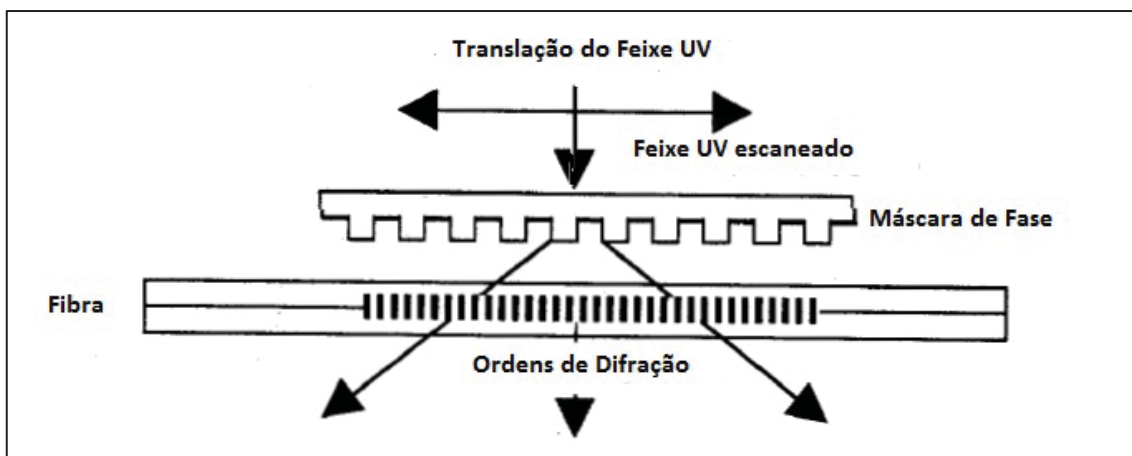 Translação do Feixe UV
Feixe UV escaneado
Máscara de Fase
Fibra
Ordens de Difração